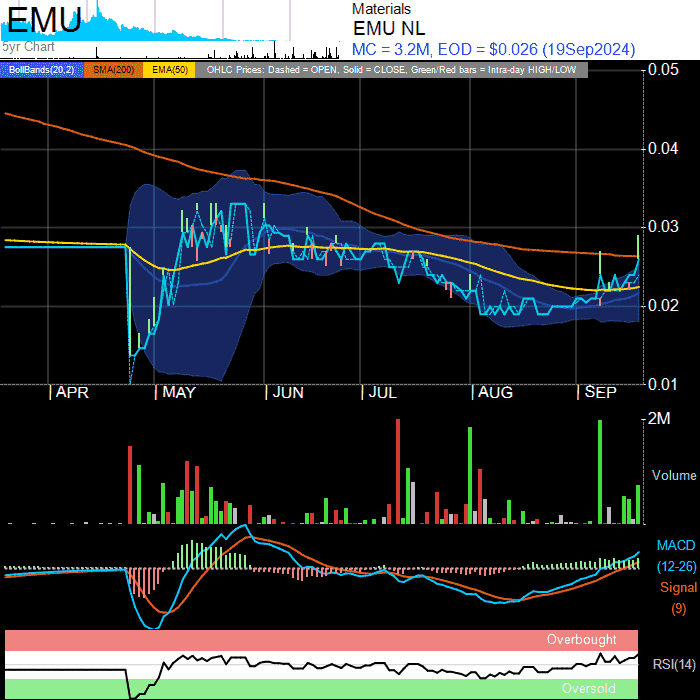 EMU
5yr Chart
Materials
EMU NL
MC = 3.2M, EOD = $0.026 (19Sep2024)
BollBands(20,2) SMA(200) EMA(50) OHLC Prices: Dashed = OPEN, Solid = CLOSE, Green/Red bars = Intra-day HIGH/LOW
0.05
0.04
0.03
0.02
0.01
APR MAY JUN JUL AUG SEP
2M
Volume
MACD
(12-26)
Signal
(9)
Overbought
RSI(14)
Oversold